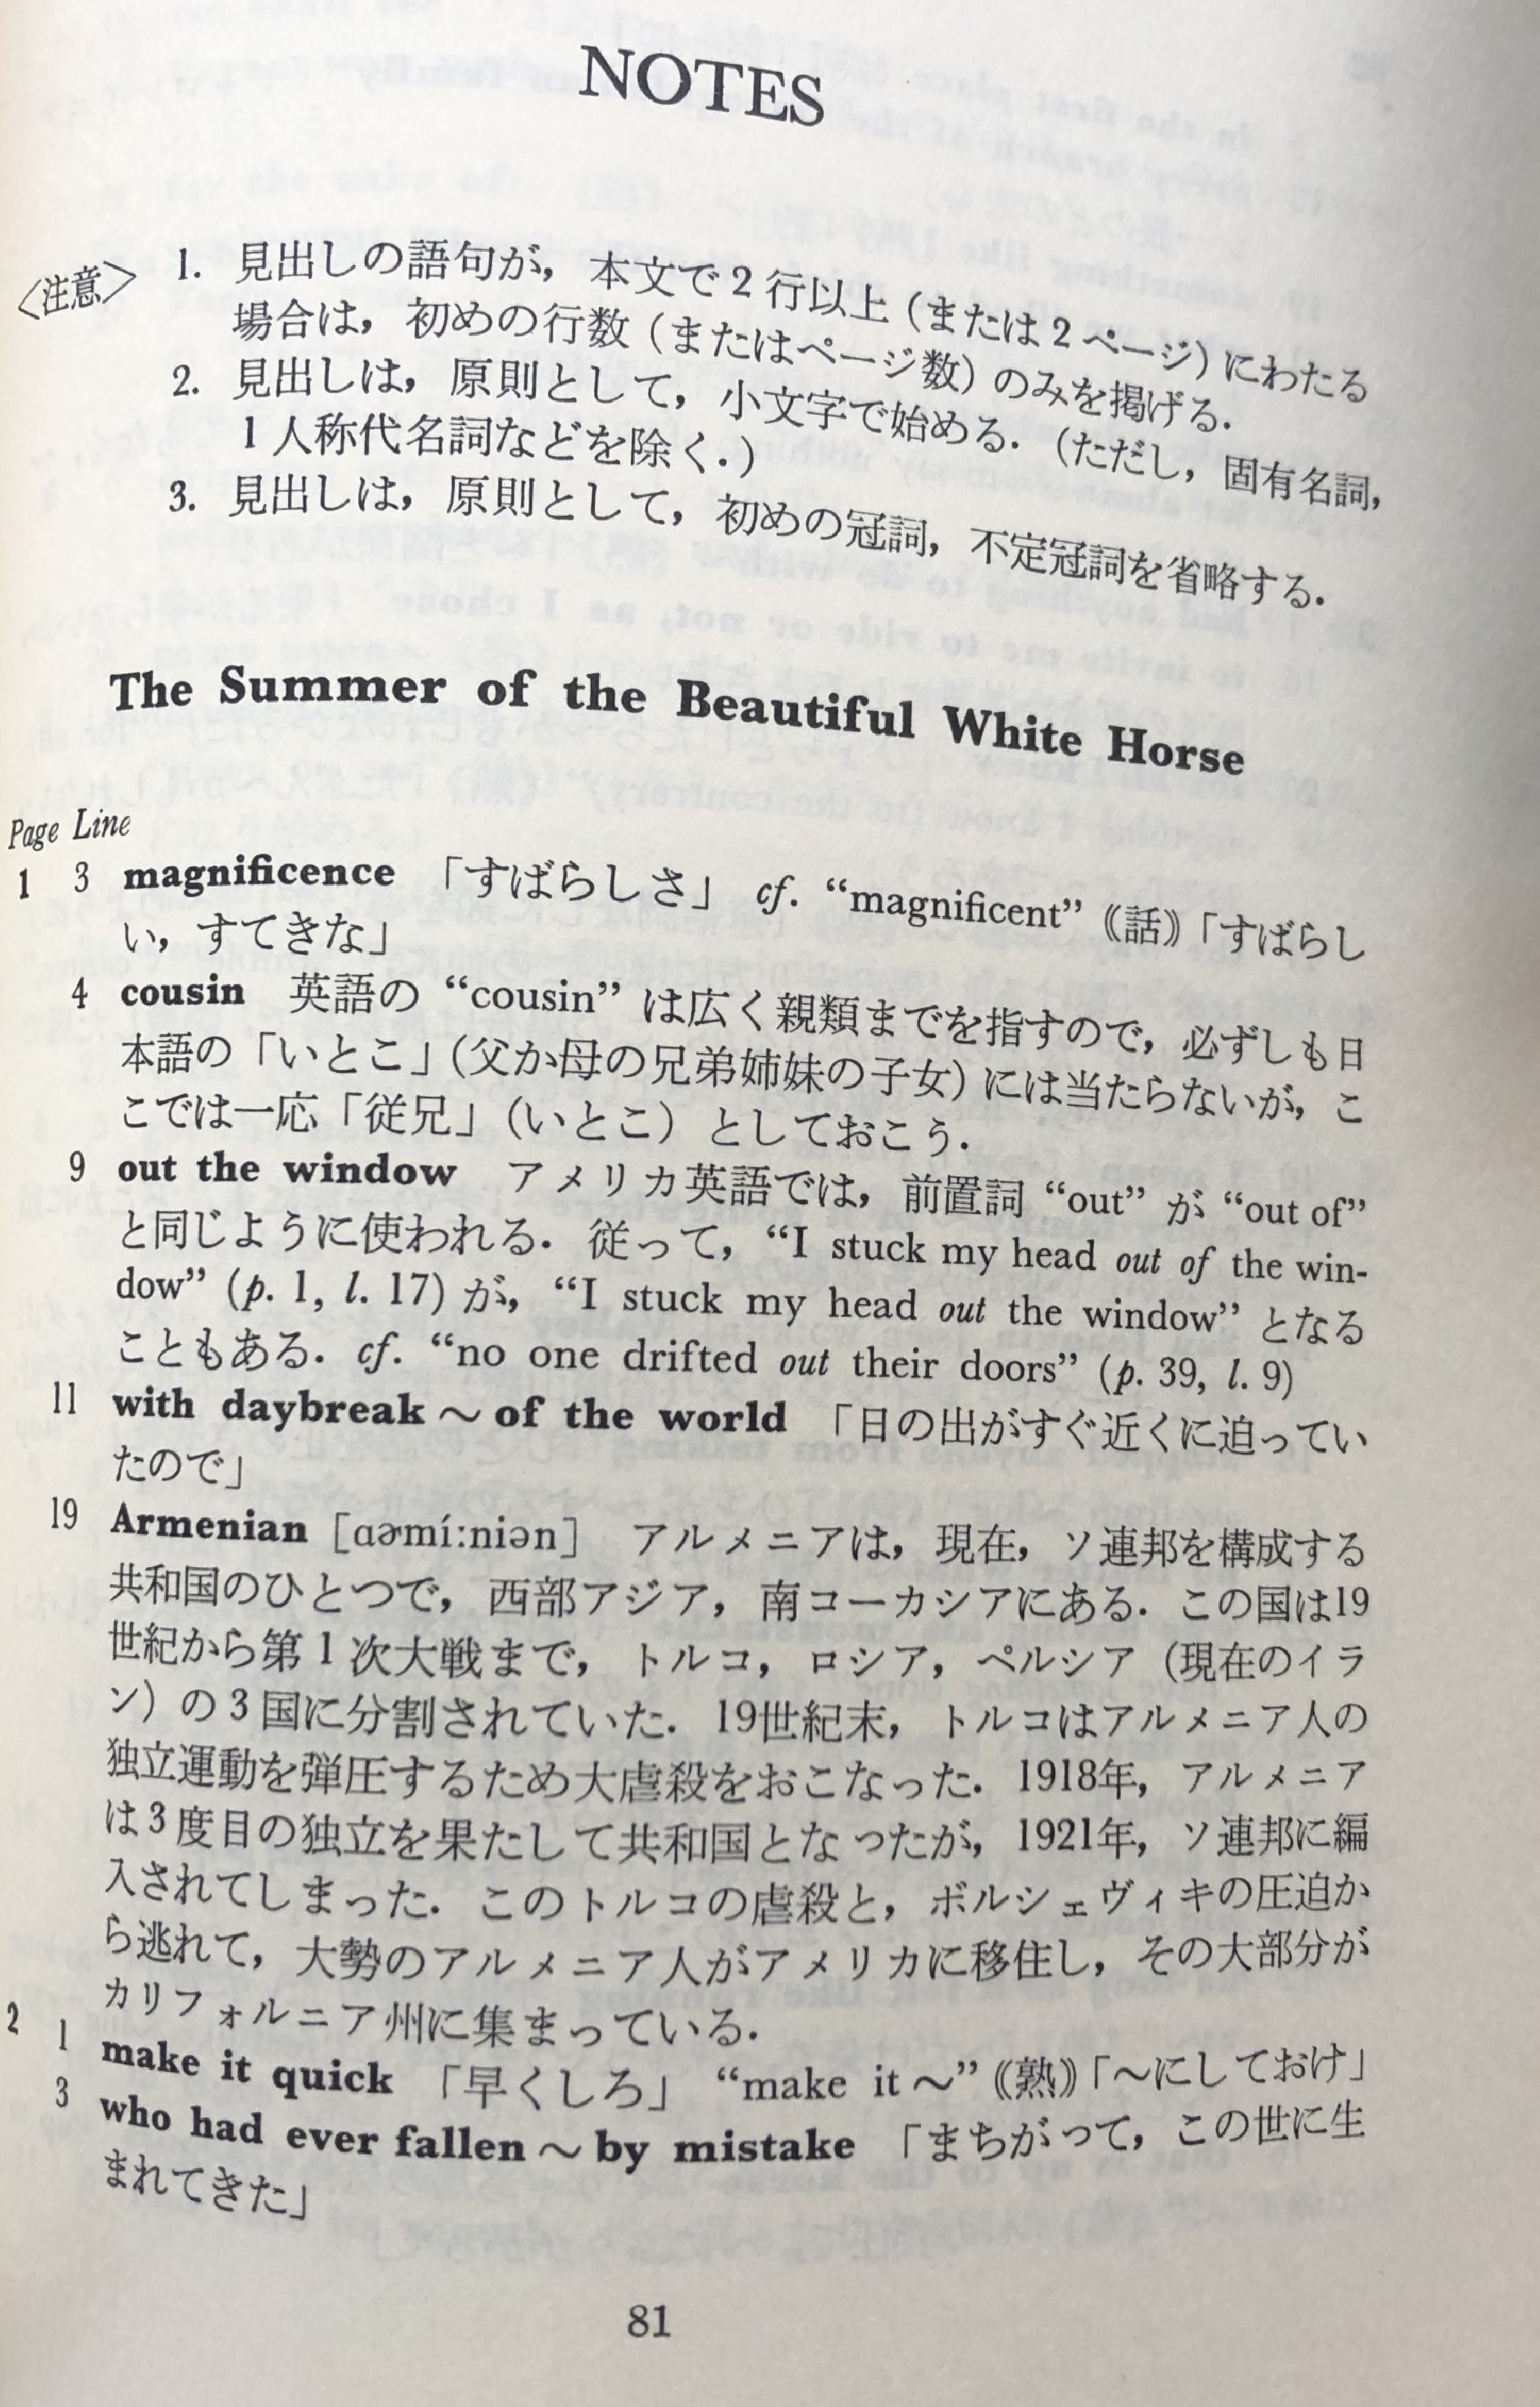 NOTES
〈注意〉 1. 見出しの語句が，本文で2行以上（または2ページ）にわたる
場合は，初めの行数（またはページ数）のみを掲げる．
2. 見出しは，原則として，小文字で始める．（ただし，固有名詞，
1人称代名詞などを除く．）
3. 見出しは，原則として，初めの冠詞，不定冠詞を省略する．
The Summer of the Beautiful White Horse
Page Line
1 3 magnificence 「すばらしさ」 cf. “magnificent”《話》「すばらし
い，すてきな」
4 cousin 英語の “cousin” は広く親類までを指すので，必ずしも日
本語の「いとこ」（父か母の兄弟姉妹の子女）には当たらないが，こ
こでは一応「従兄」（いとこ）としておこう．
9 out the window アメリカ英語では，前置詞 “out” が “out of”
と同じように使われる．従って，“I stuck my head out of the win-
dow” (p. 1, l. 17) が，“I stuck my head out the window” となる
こともある．cf. “no one drifted out their doors” (p. 39, l. 9)
11 with daybreak ～ of the world 「日の出がすぐ近くに迫ってい
たので」
19 Armenian [ɑɚmíːniən] アルメニアは，現在，ソ連邦を構成する
共和国のひとつで，西部アジア，南コーカシアにある．この国は19
世紀から第1次大戦まで，トルコ，ロシア，ペルシア（現在のイラ
ン）の3国に分割されていた．19世紀末，トルコはアルメニア人の
独立運動を弾圧するため大虐殺をおこなった．1918年，アルメニア
は3度目の独立を果たして共和国となったが，1921年，ソ連邦に編
入されてしまった．このトルコの虐殺と，ボルシェヴィキの圧迫か
ら逃れて，大勢のアルメニア人がアメリカに移住し，その大部分が
カリフォルニア州に集まっている．
2 1 make it quick 「早くしろ」 “make it ～”《熟》「～にしておけ」
3 who had ever fallen ～ by mistake 「まちがって，この世に生
まれてきた」
81